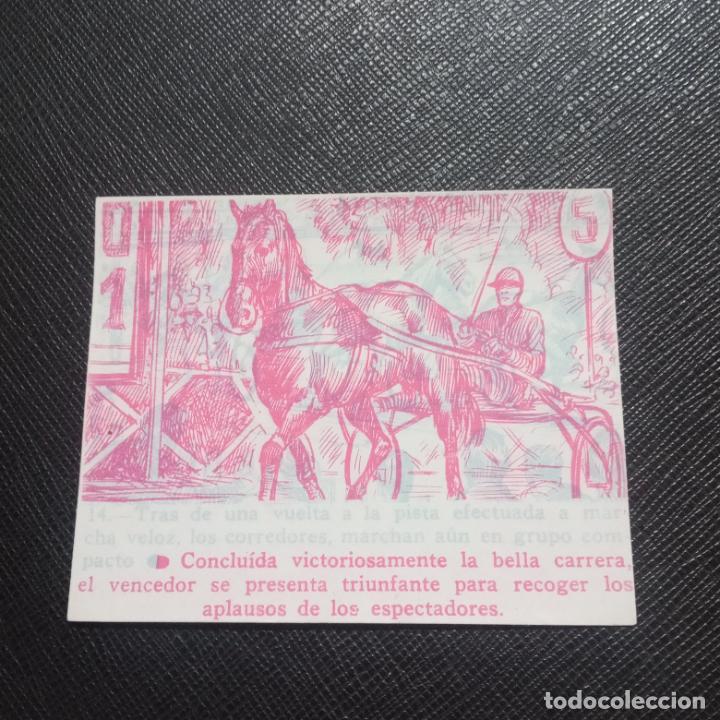 0
1
5
14.—Tras de una vuelta a la pista efectuada a mar-
cha veloz, los corredores, marchan aún en grupo com-
pacto Concluída victoriosamente la bella carrera,
el vencedor se presenta triunfante para recoger los
aplausos de los espectadores.
todocoleccion